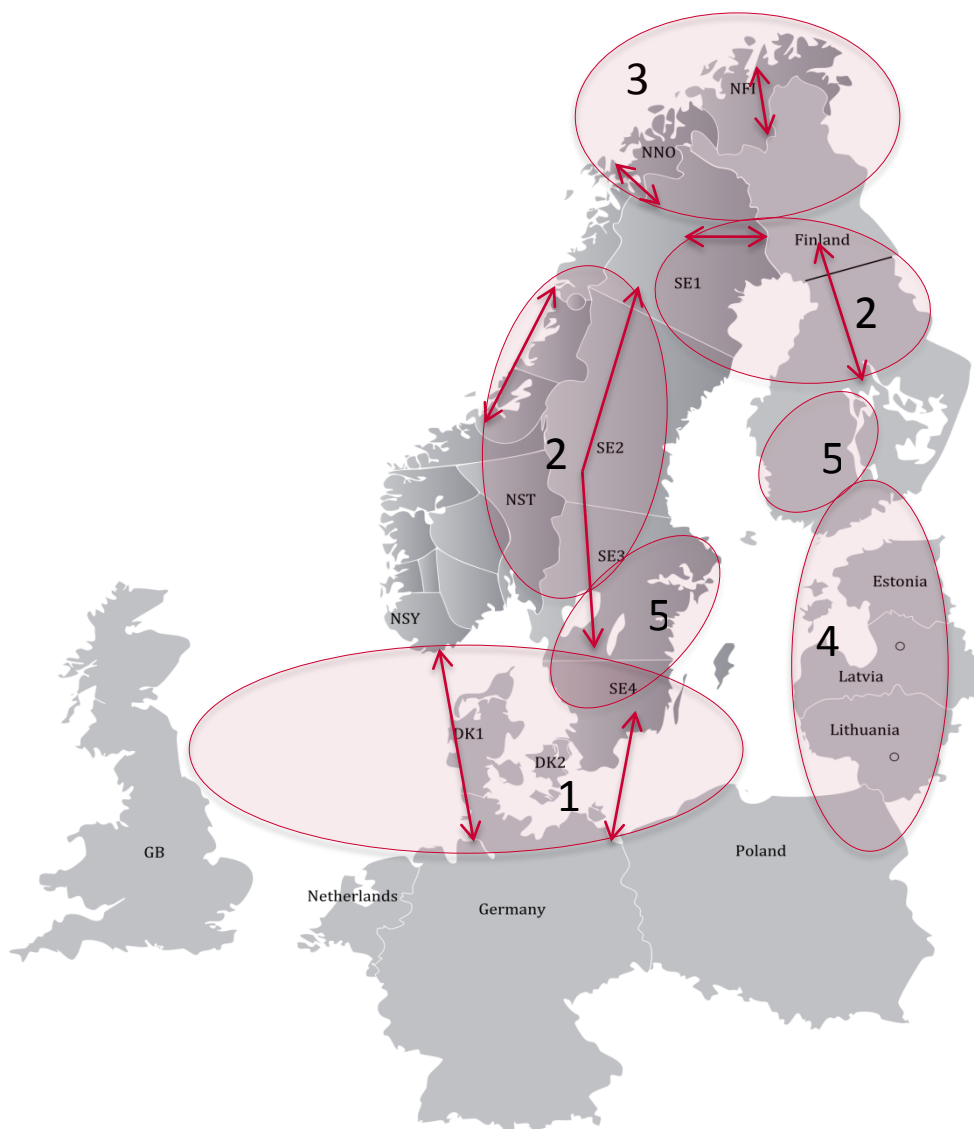 3
NFI
NNO
Finland
SE1
2
2
SE2
5
NST
SE3
Estonia
5
NSY
4
Latvia
SE4
Lithuania
DK1
DK2
1
GB
Poland
Netherlands
Germany